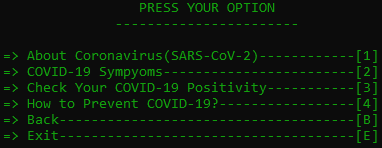 PRESS YOUR OPTION
-----------------------
=> About Coronavirus(SARS-CoV-2)------------[1]
=> COVID-19 Sympyoms------------------------[2]
=> Check Your COVID-19 Positivity-----------[3]
=> How to Prevent COVID-19?-----------------[4]
=> Back-------------------------------------[B]
=> Exit-------------------------------------[E]